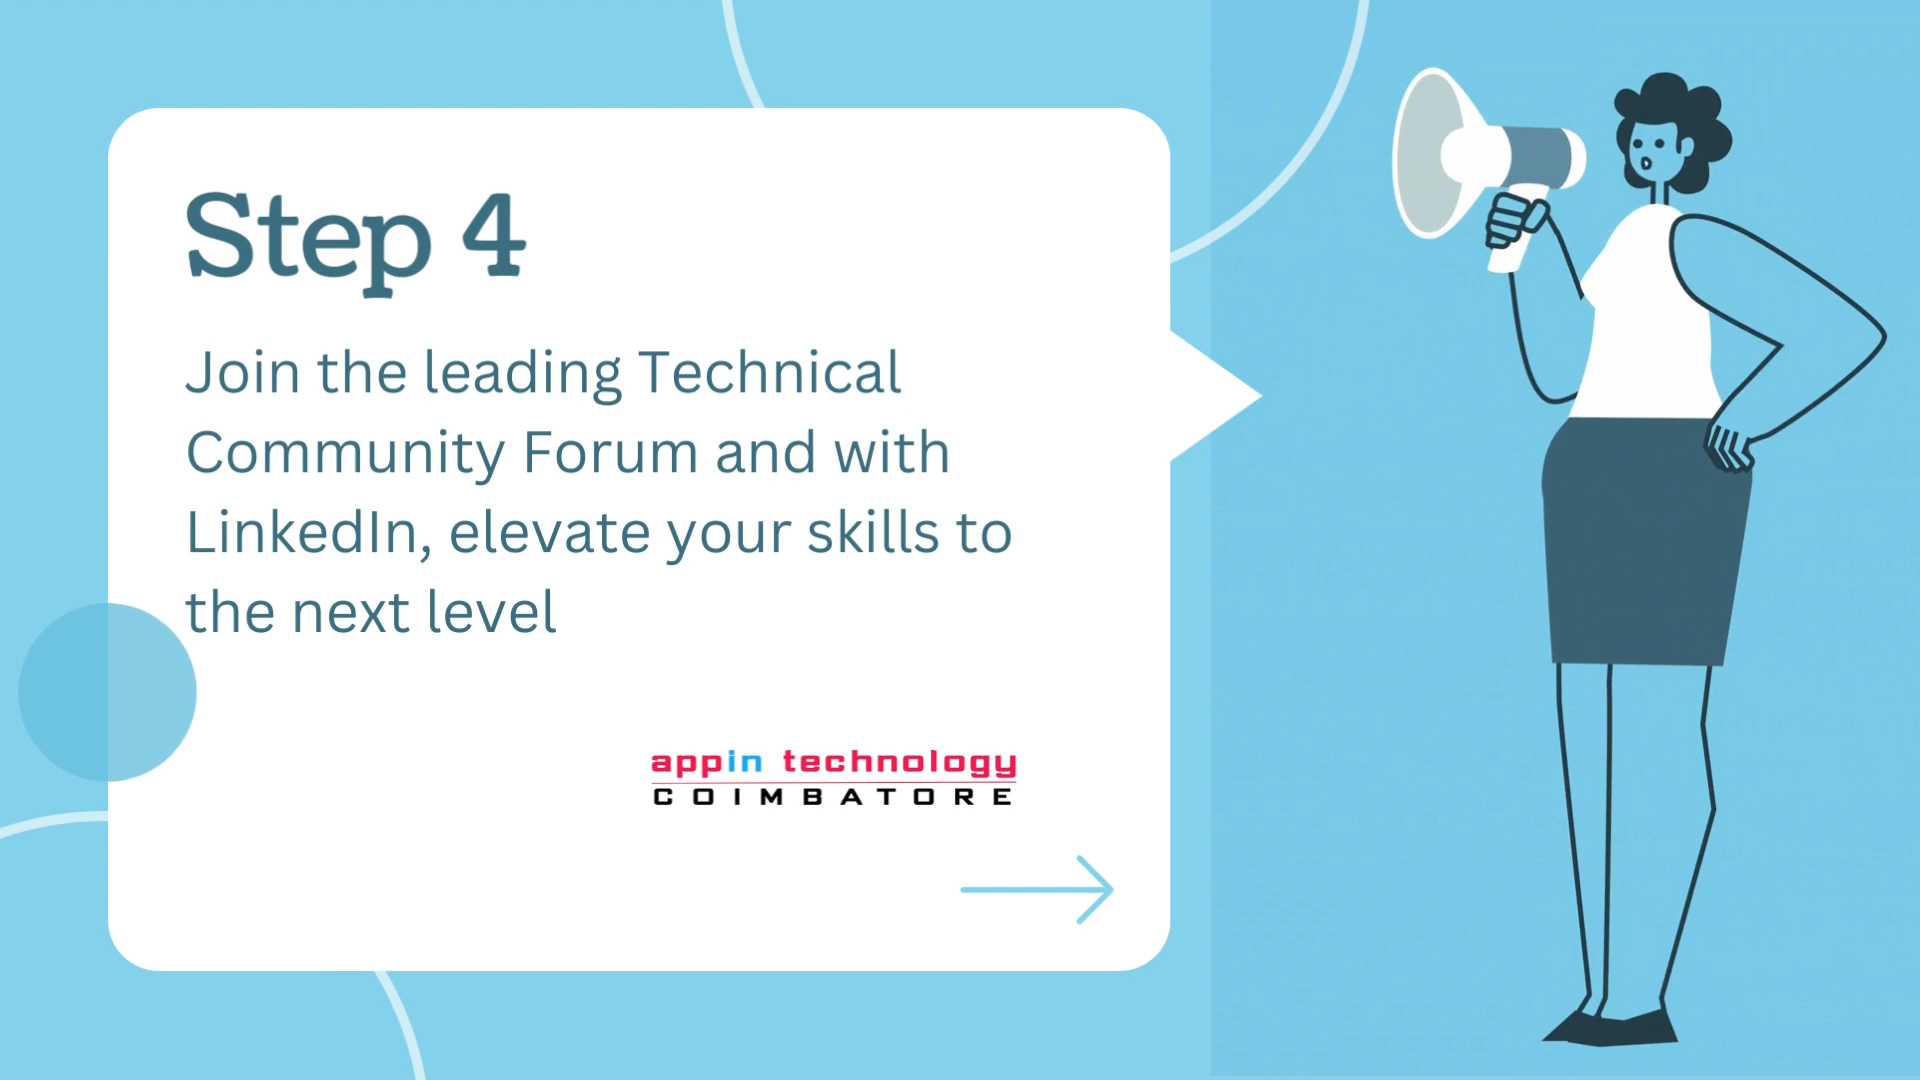 Step 4
Join the leading Technical
Community Forum and with
LinkedIn, elevate your skills to
the next level
appin technology
COIMBATORE